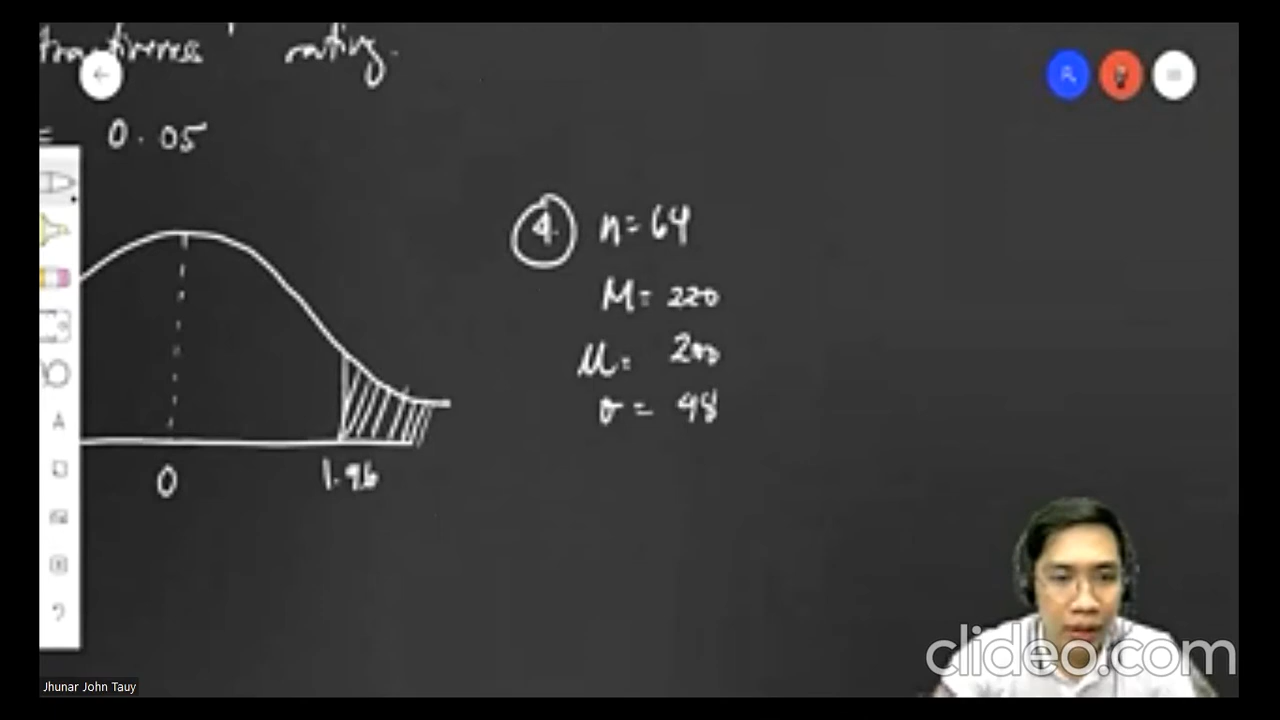 rating.
= 0.05
4. n = 64
M = 220
μ = 200
σ = 48
0 1.96
A
?
clideo.com
Jhunar John Tauy